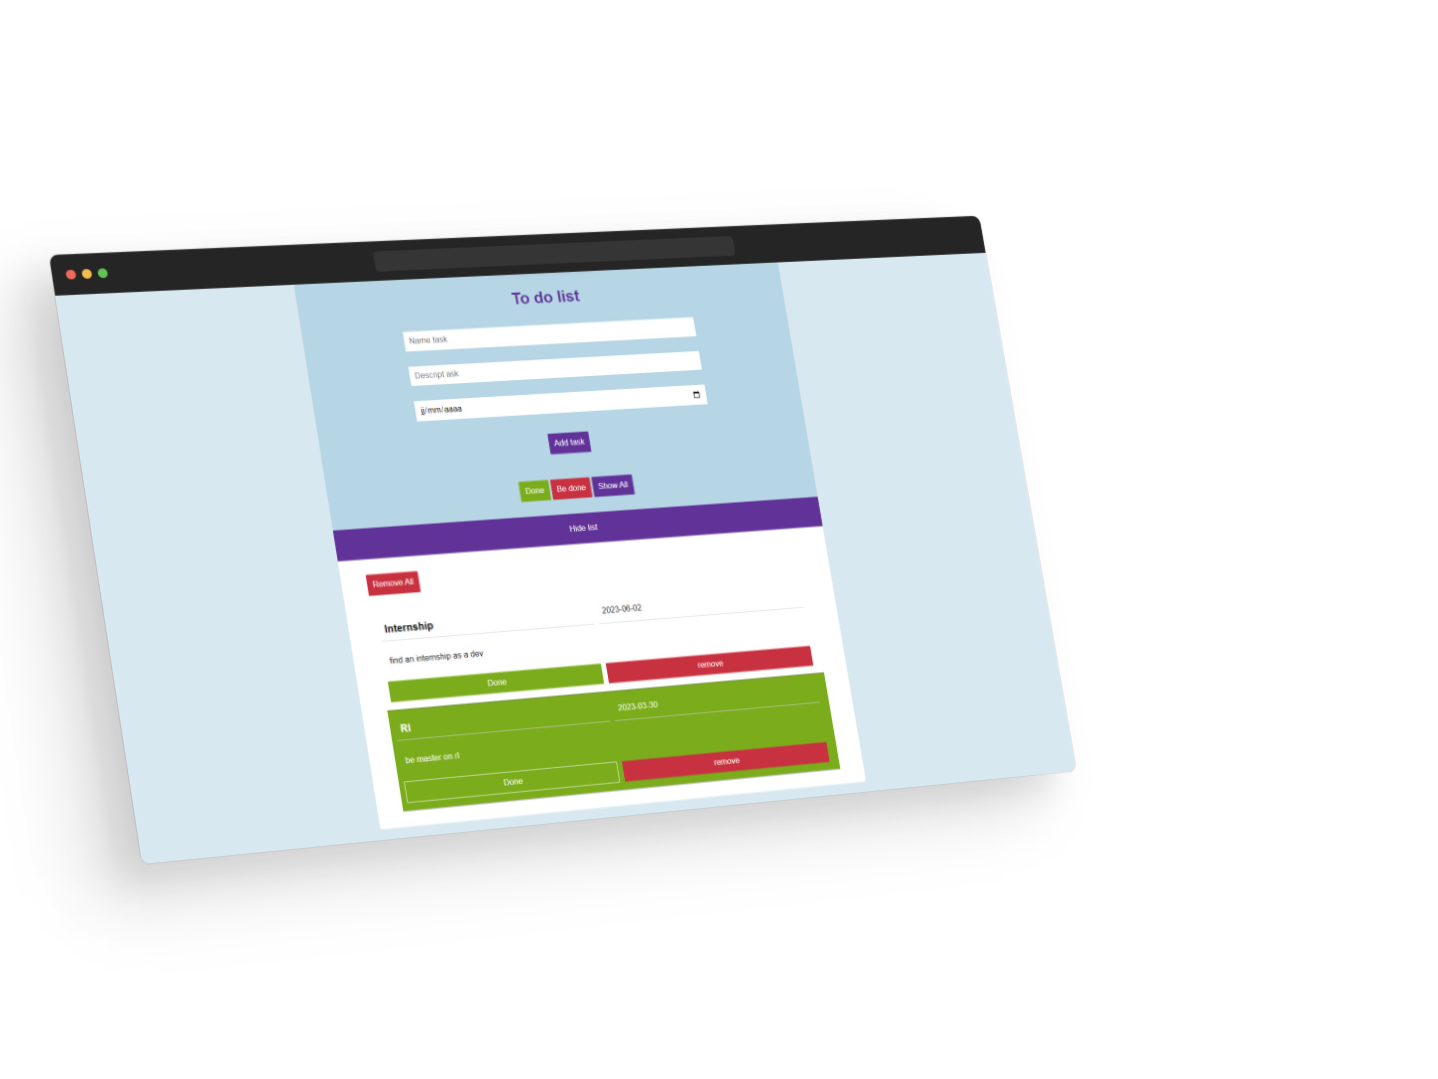 To do list
Name task
Descript ask
jj/mm/aaaa
Add task
Done Be done Show All
Hide list
Remove All
Internship 2023-06-02
find an internship as a dev
Done remove
Rl 2023-03-30
be master on rl
Done remove